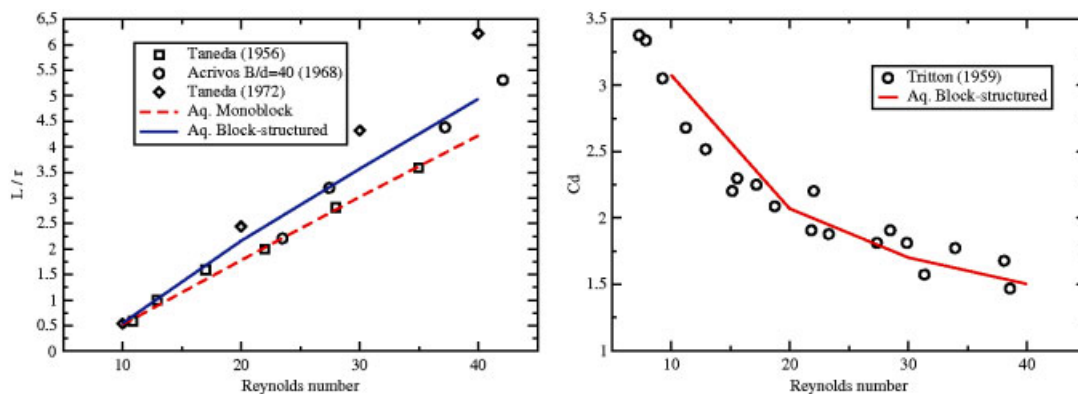 6,5
6
5,5
5
4,5
4
3,5
3
2,5
2
1,5
1
0.5
0
L / r
Taneda (1956)
Acrivos B/d=40 (1968)
Taneda (1972)
Aq. Monoblock
Aq. Block-structured
10 20 30 40
Reynolds number
3.5
3
2.5
2
1.5
1
Cd
Tritton (1959)
Aq. Block-structured
10 20 30 40
Reynolds number